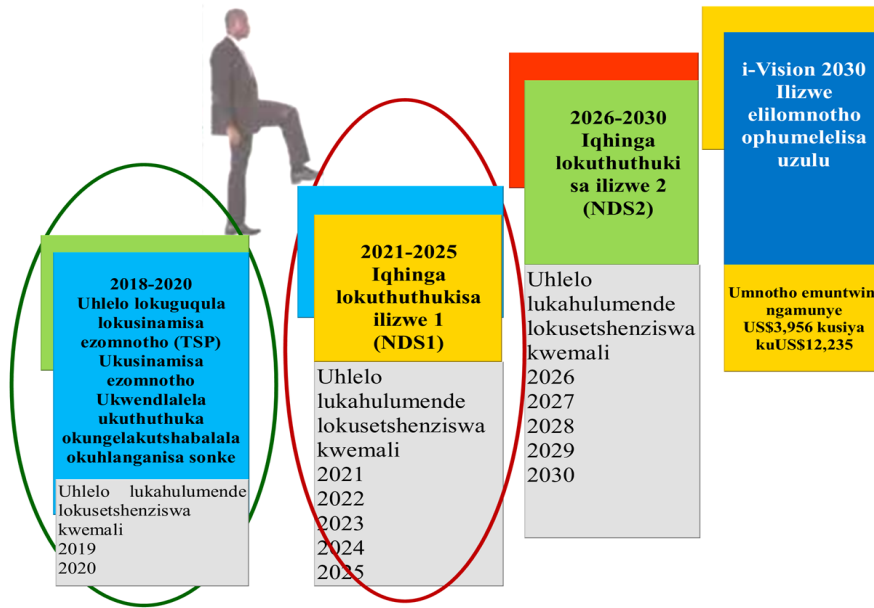 2018-2020
Uhlelo lokuguqula
lokusinamisa
ezomnotho (TSP)
Ukusinamisa
ezomnotho
Ukwendlalela
ukuthuthuka
okungelakutshabalala
okuhlanganisa sonke
Uhlelo lukahulumende
lokusetshenziswa
kwemali
2019
2020
2021-2025
Iqhinga
lokuthuthukisa
ilizwe 1
(NDS1)
Uhlelo
lukahulumende
lokusetshenziswa
kwemali
2021
2022
2023
2024
2025
2026-2030
Iqhinga
lokuthuthuki
sa ilizwe 2
(NDS2)
Uhlelo
lukahulumende
lokusetshenziswa
kwemali
2026
2027
2028
2029
2030
i-Vision 2030
Ilizwe
elilomnotho
ophumelelisa
uzulu
Umnotho emuntwini
ngamunye
US$3,956 kusiya
kuUS$12,235